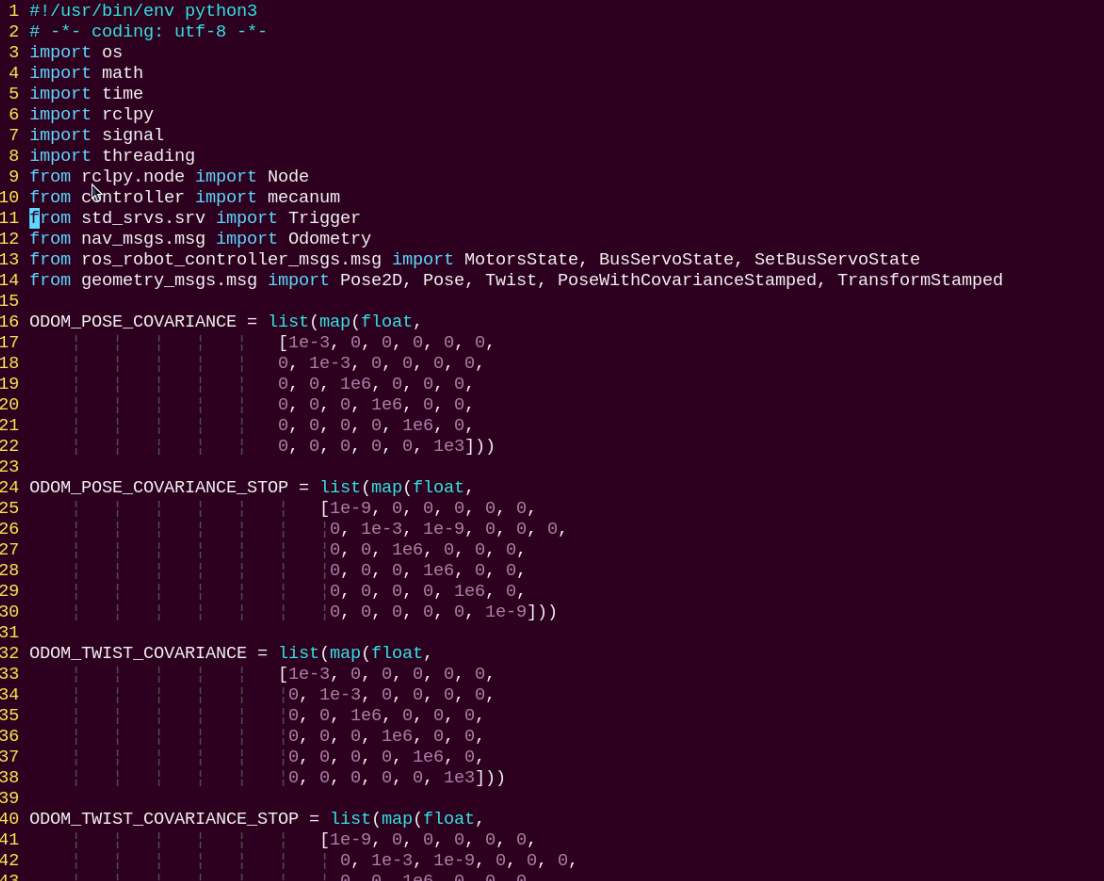 1 #!/usr/bin/env python3
2 # -*- coding: utf-8 -*-
3 import os
4 import math
5 import time
6 import rclpy
7 import signal
8 import threading
9 from rclpy.node import Node
10 from controller import mecanum
11 from std_srvs.srv import Trigger
12 from nav_msgs.msg import Odometry
13 from ros_robot_controller_msgs.msg import MotorsState, BusServoState, SetBusServoState
14 from geometry_msgs.msg import Pose2D, Pose, Twist, PoseWithCovarianceStamped, TransformStamped
15
16 ODOM_POSE_COVARIANCE = list(map(float,
17 [1e-3, 0, 0, 0, 0, 0,
18 0, 1e-3, 0, 0, 0, 0,
19 0, 0, 1e6, 0, 0, 0,
20 0, 0, 0, 1e6, 0, 0,
21 0, 0, 0, 0, 1e6, 0,
22 0, 0, 0, 0, 0, 1e3]))
23
24 ODOM_POSE_COVARIANCE_STOP = list(map(float,
25 [1e-9, 0, 0, 0, 0, 0,
26 0, 1e-3, 1e-9, 0, 0, 0,
27 0, 0, 1e6, 0, 0, 0,
28 0, 0, 0, 1e6, 0, 0,
29 0, 0, 0, 0, 1e6, 0,
30 0, 0, 0, 0, 0, 1e-9]))
31
32 ODOM_TWIST_COVARIANCE = list(map(float,
33 [1e-3, 0, 0, 0, 0, 0,
34 0, 1e-3, 0, 0, 0, 0,
35 0, 0, 1e6, 0, 0, 0,
36 0, 0, 0, 1e6, 0, 0,
37 0, 0, 0, 0, 1e6, 0,
38 0, 0, 0, 0, 0, 1e3]))
39
40 ODOM_TWIST_COVARIANCE_STOP = list(map(float,
41 [1e-9, 0, 0, 0, 0, 0,
42 0, 1e-3, 1e-9, 0, 0, 0,
43 0, 0, 1e6, 0, 0, 0,